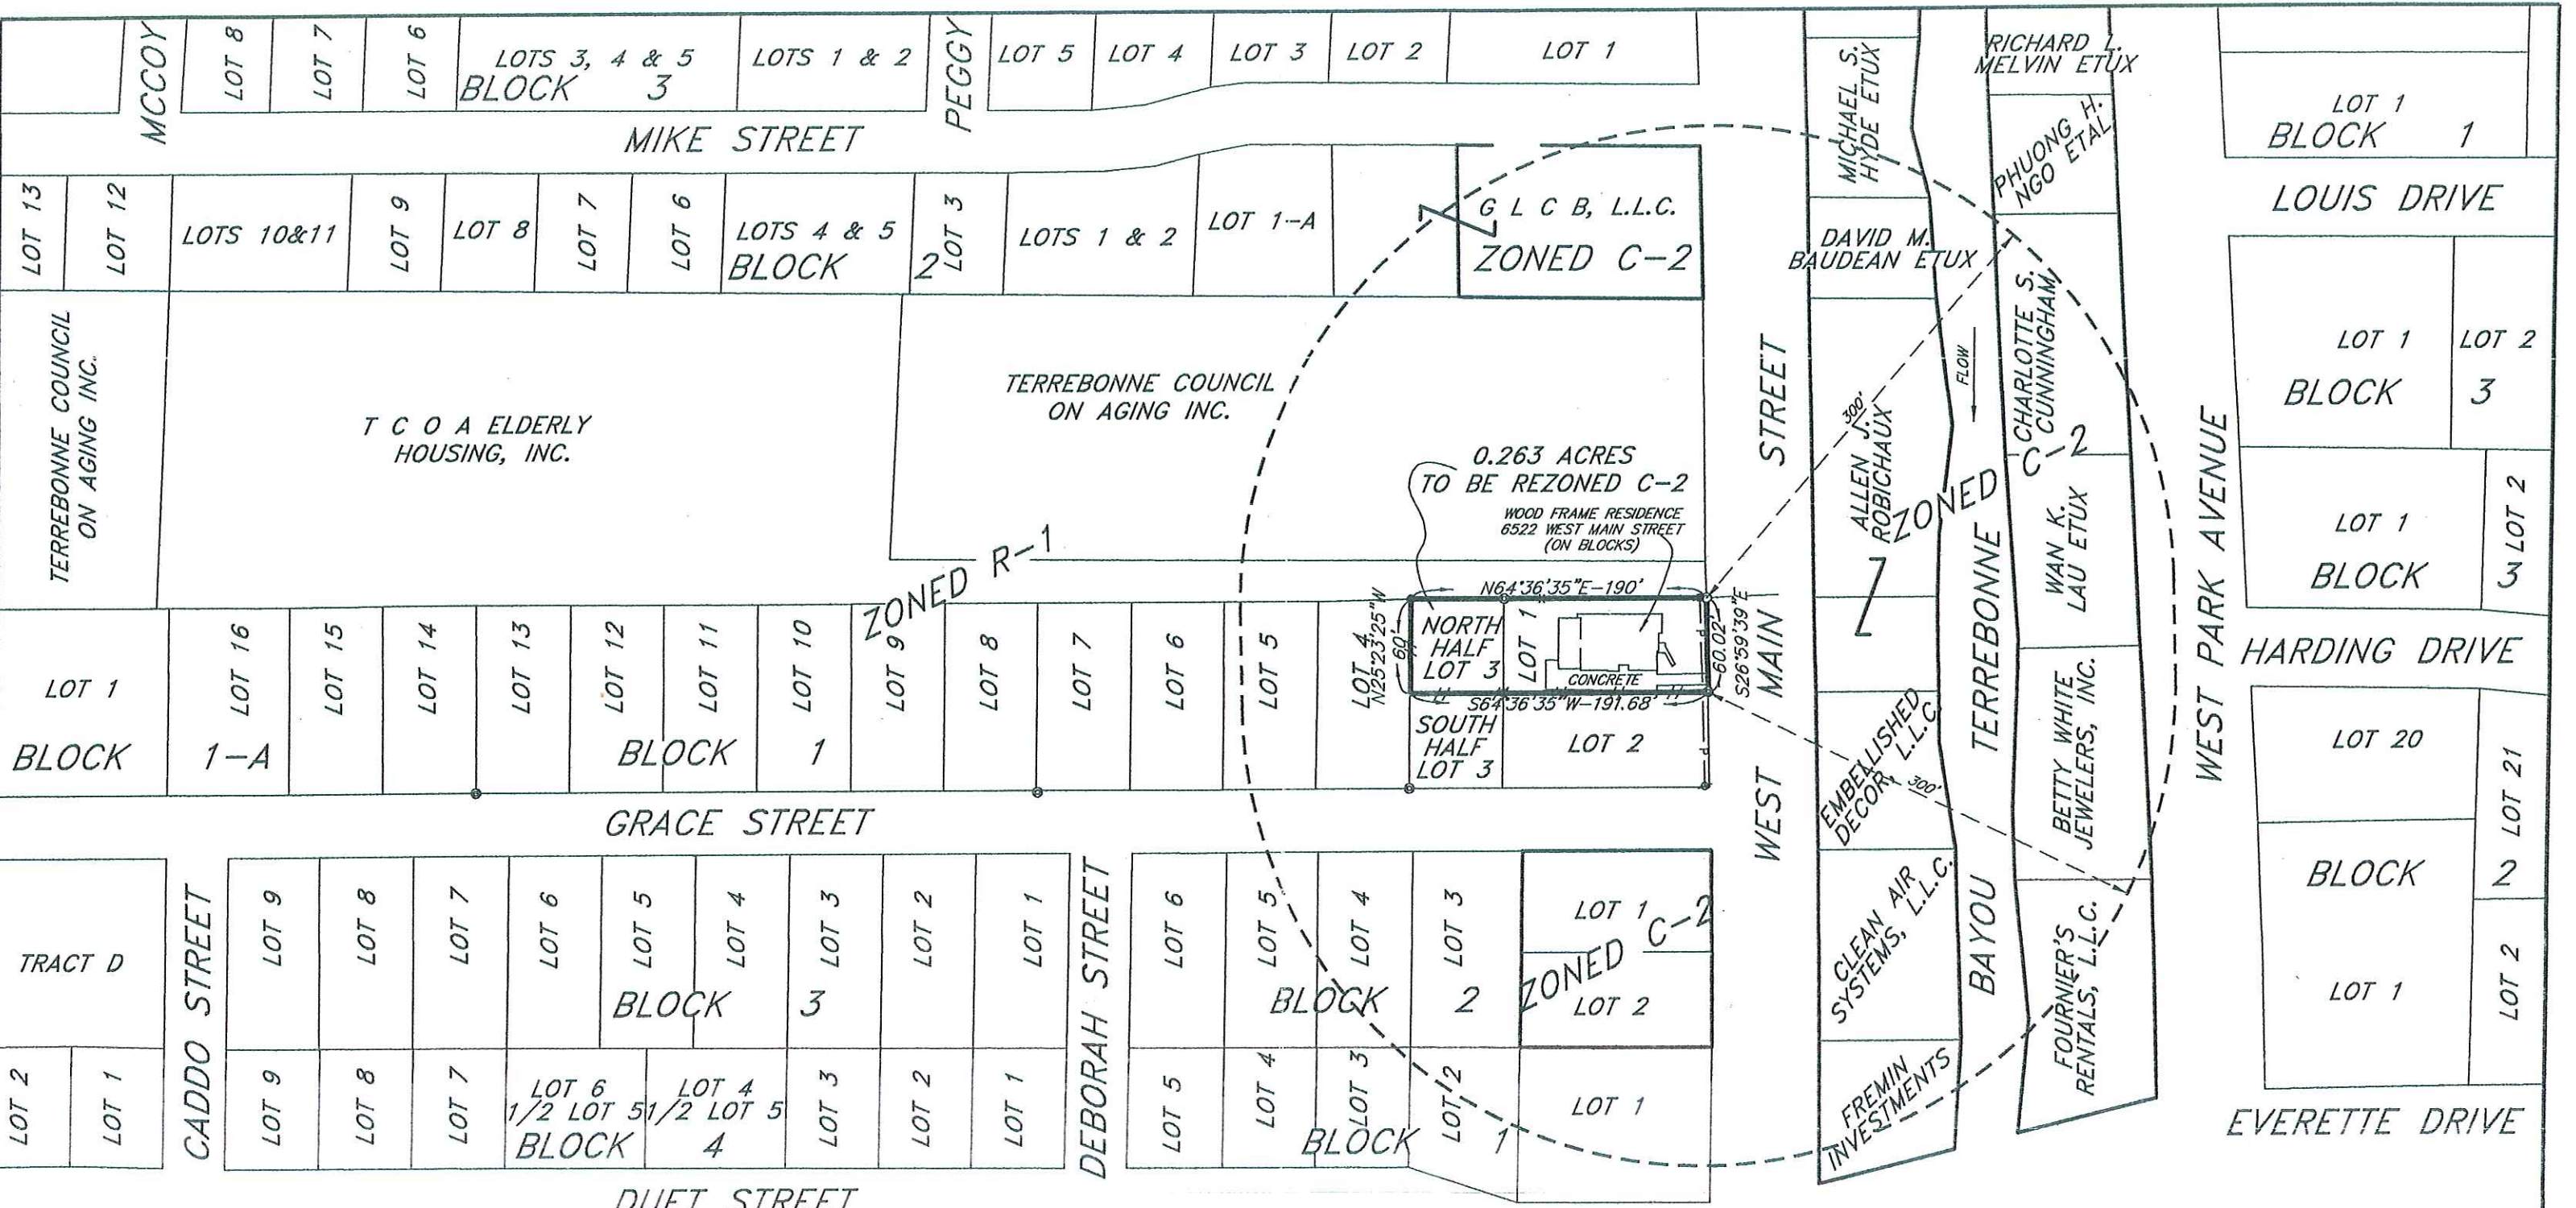 MCCOY
LOT 8
LOT 7
LOT 6
LOTS 3, 4 & 5
BLOCK 3
LOTS 1 & 2
PEGGY
LOT 5
LOT 4
LOT 3
LOT 2
LOT 1
MICHAEL S.
HYDE ETUX
RICHARD L.
MELVIN ETUX
LOT 1
BLOCK 1
MIKE STREET
PHUONG H.
NGO ETAL
LOUIS DRIVE
LOT 13
LOT 12
LOTS 10&11
LOT 9
LOT 8
LOT 7
LOT 6
LOTS 4 & 5
BLOCK 2
LOT 3
LOTS 1 & 2
LOT 1-A
G L C B, L.L.C.
ZONED C-2
DAVID M.
BAUDEAN ETUX
CHARLOTTE S.
CUNNINGHAM
FLOW
LOT 1
LOT 2
BLOCK 3
TERREBONNE COUNCIL
ON AGING INC.
T C O A ELDERLY
HOUSING, INC.
TERREBONNE COUNCIL
ON AGING INC.
300'
ALLEN J.
ROBICHAUX
ZONED C-2
0.263 ACRES
TO BE REZONED C-2
WOOD FRAME RESIDENCE
6522 WEST MAIN STREET
(ON BLOCKS)
WAN K.
LAU ETUX
LOT 1
LOT 2
BLOCK 3
ZONED R-1
N64°36'35"E-190'
N25°23'25"W
60'
S26°59'39"E
60.02'
S64°36'35"W-191.68'
NORTH
HALF
LOT 3
LOT 1
CONCRETE
SOUTH
HALF
LOT 3
LOT 2
WEST MAIN STREET
BAYOU TERREBONNE
WEST PARK AVENUE
HARDING DRIVE
LOT 1
BLOCK 1-A
LOT 16
LOT 15
LOT 14
LOT 13
LOT 12
LOT 11
LOT 10
LOT 9
LOT 8
LOT 7
LOT 6
LOT 5
LOT 4
BLOCK 1
EMBELLISHED
DECOR, L.L.C.
BETTY WHITE
JEWELERS, INC.
300'
LOT 20
LOT 21
BLOCK 2
LOT 1
LOT 2
GRACE STREET
TRACT D
CADDO STREET
LOT 9
LOT 8
LOT 7
LOT 6
LOT 5
LOT 4
LOT 3
LOT 2
LOT 1
BLOCK 3
DEBORAH STREET
LOT 6
LOT 5
LOT 4
LOT 3
BLOCK 2
LOT 1
ZONED C-2
LOT 2
CLEAN AIR
SYSTEMS, L.L.C.
FOURNIER'S
RENTALS, L.L.C.
LOT 2
LOT 1
LOT 9
LOT 8
LOT 7
LOT 6
1/2 LOT 5
LOT 4
1/2 LOT 5
BLOCK 4
LOT 3
LOT 2
LOT 1
LOT 5
LOT 4
LOT 3
LOT 2
BLOCK 1
LOT 1
FREMIN
INVESTMENTS
EVERETTE DRIVE
DUET STREET